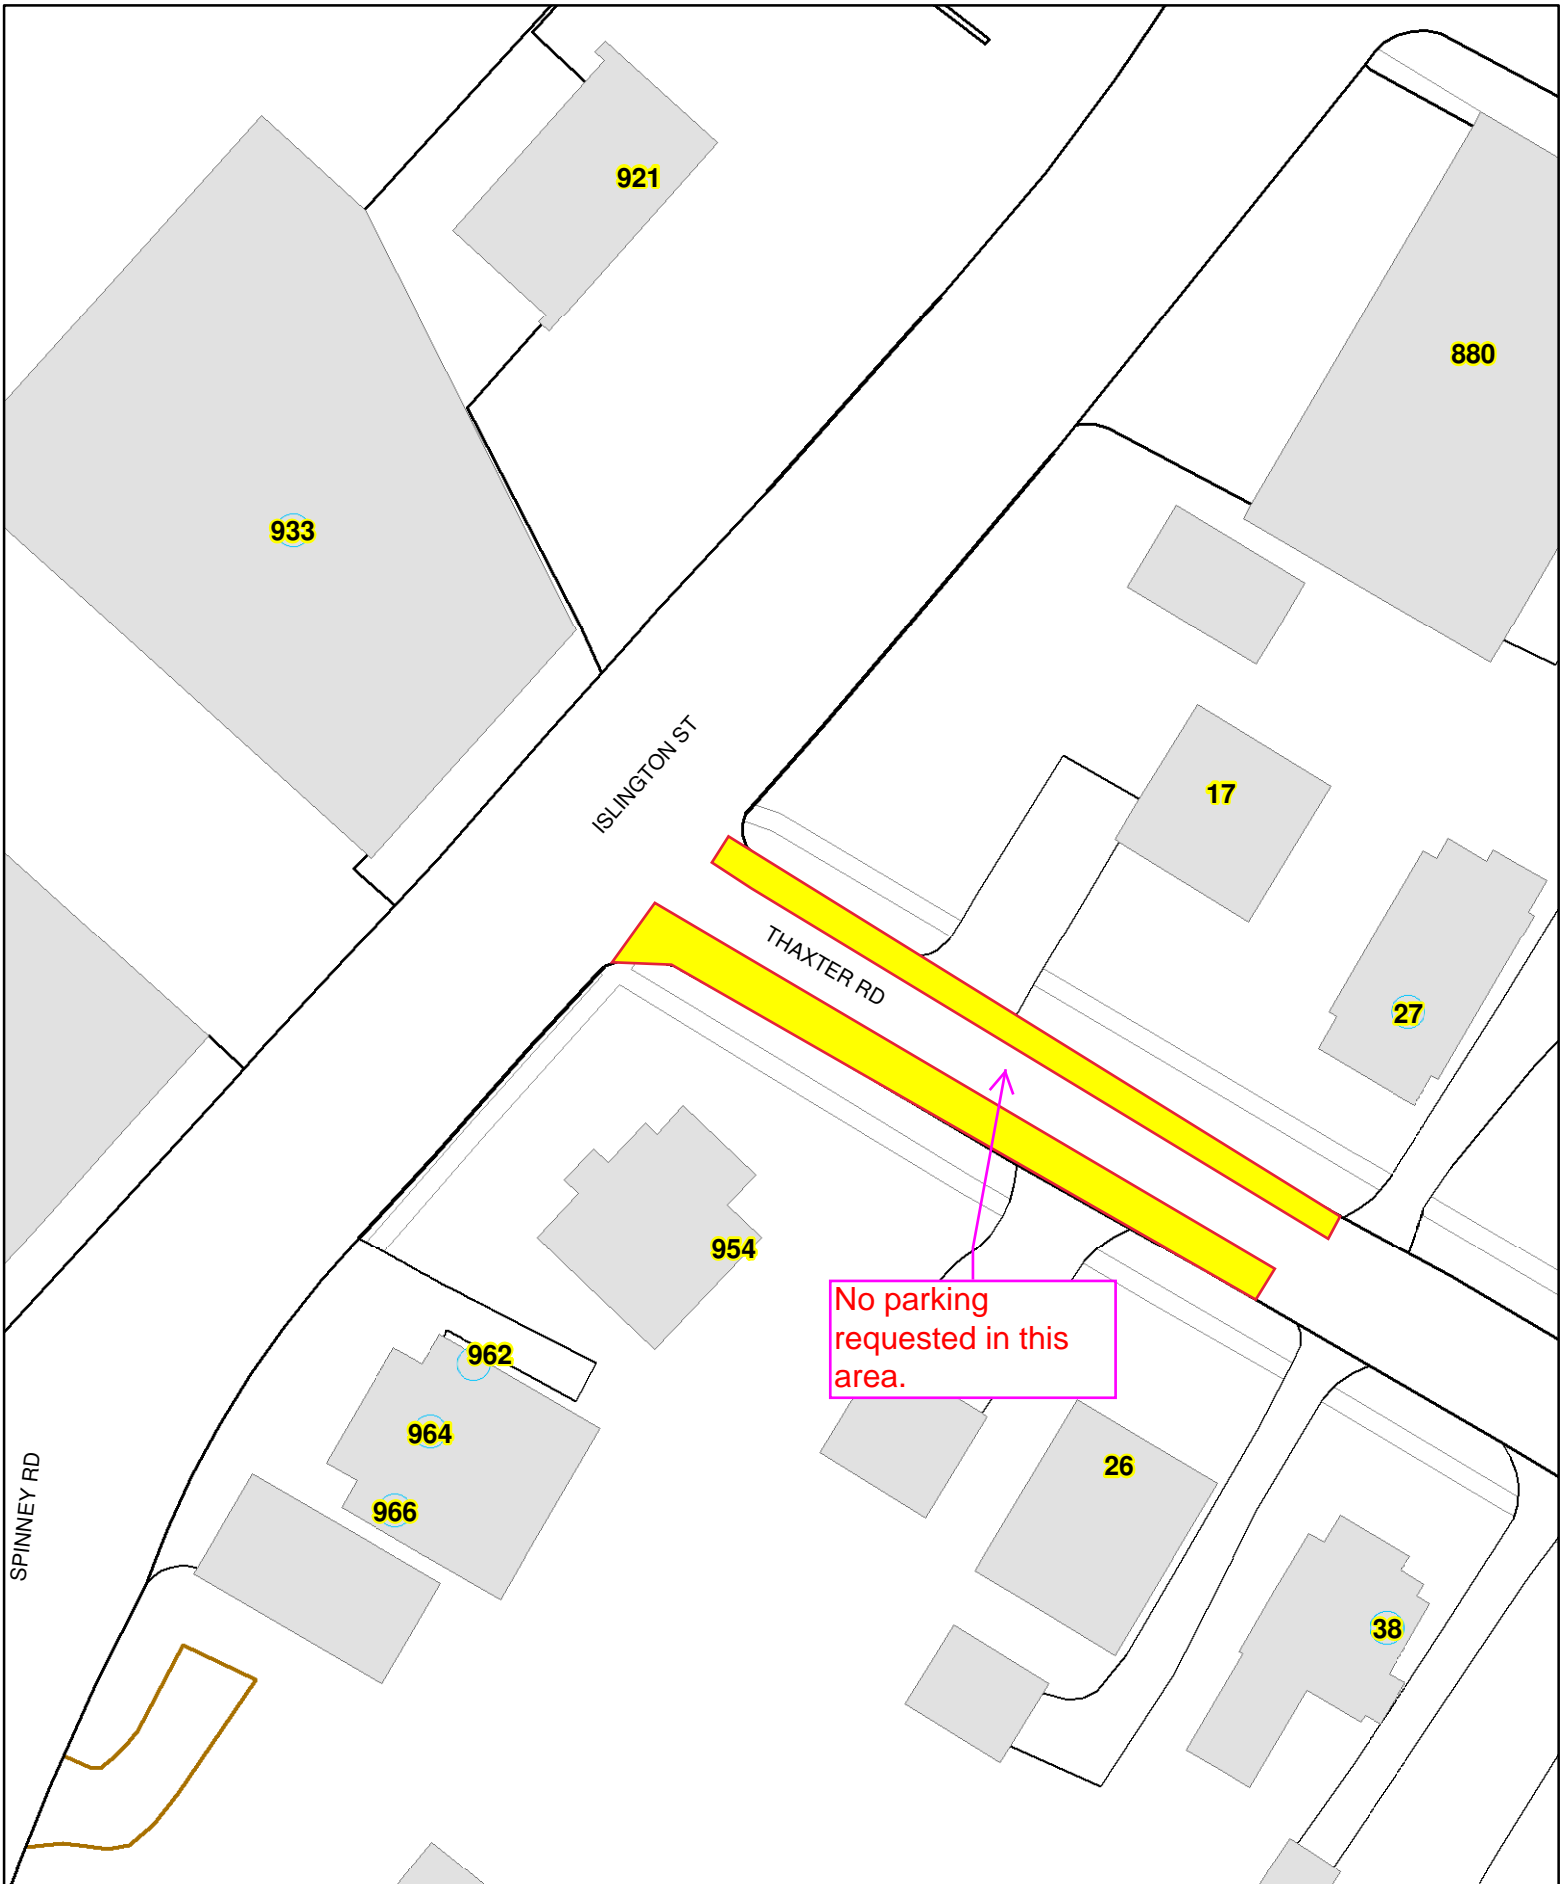 921
880
933
ISLINGTON ST
17
THAXTER RD
27
954
No parking
requested in this
area.
962
964
26
SPINNEY RD
966
38